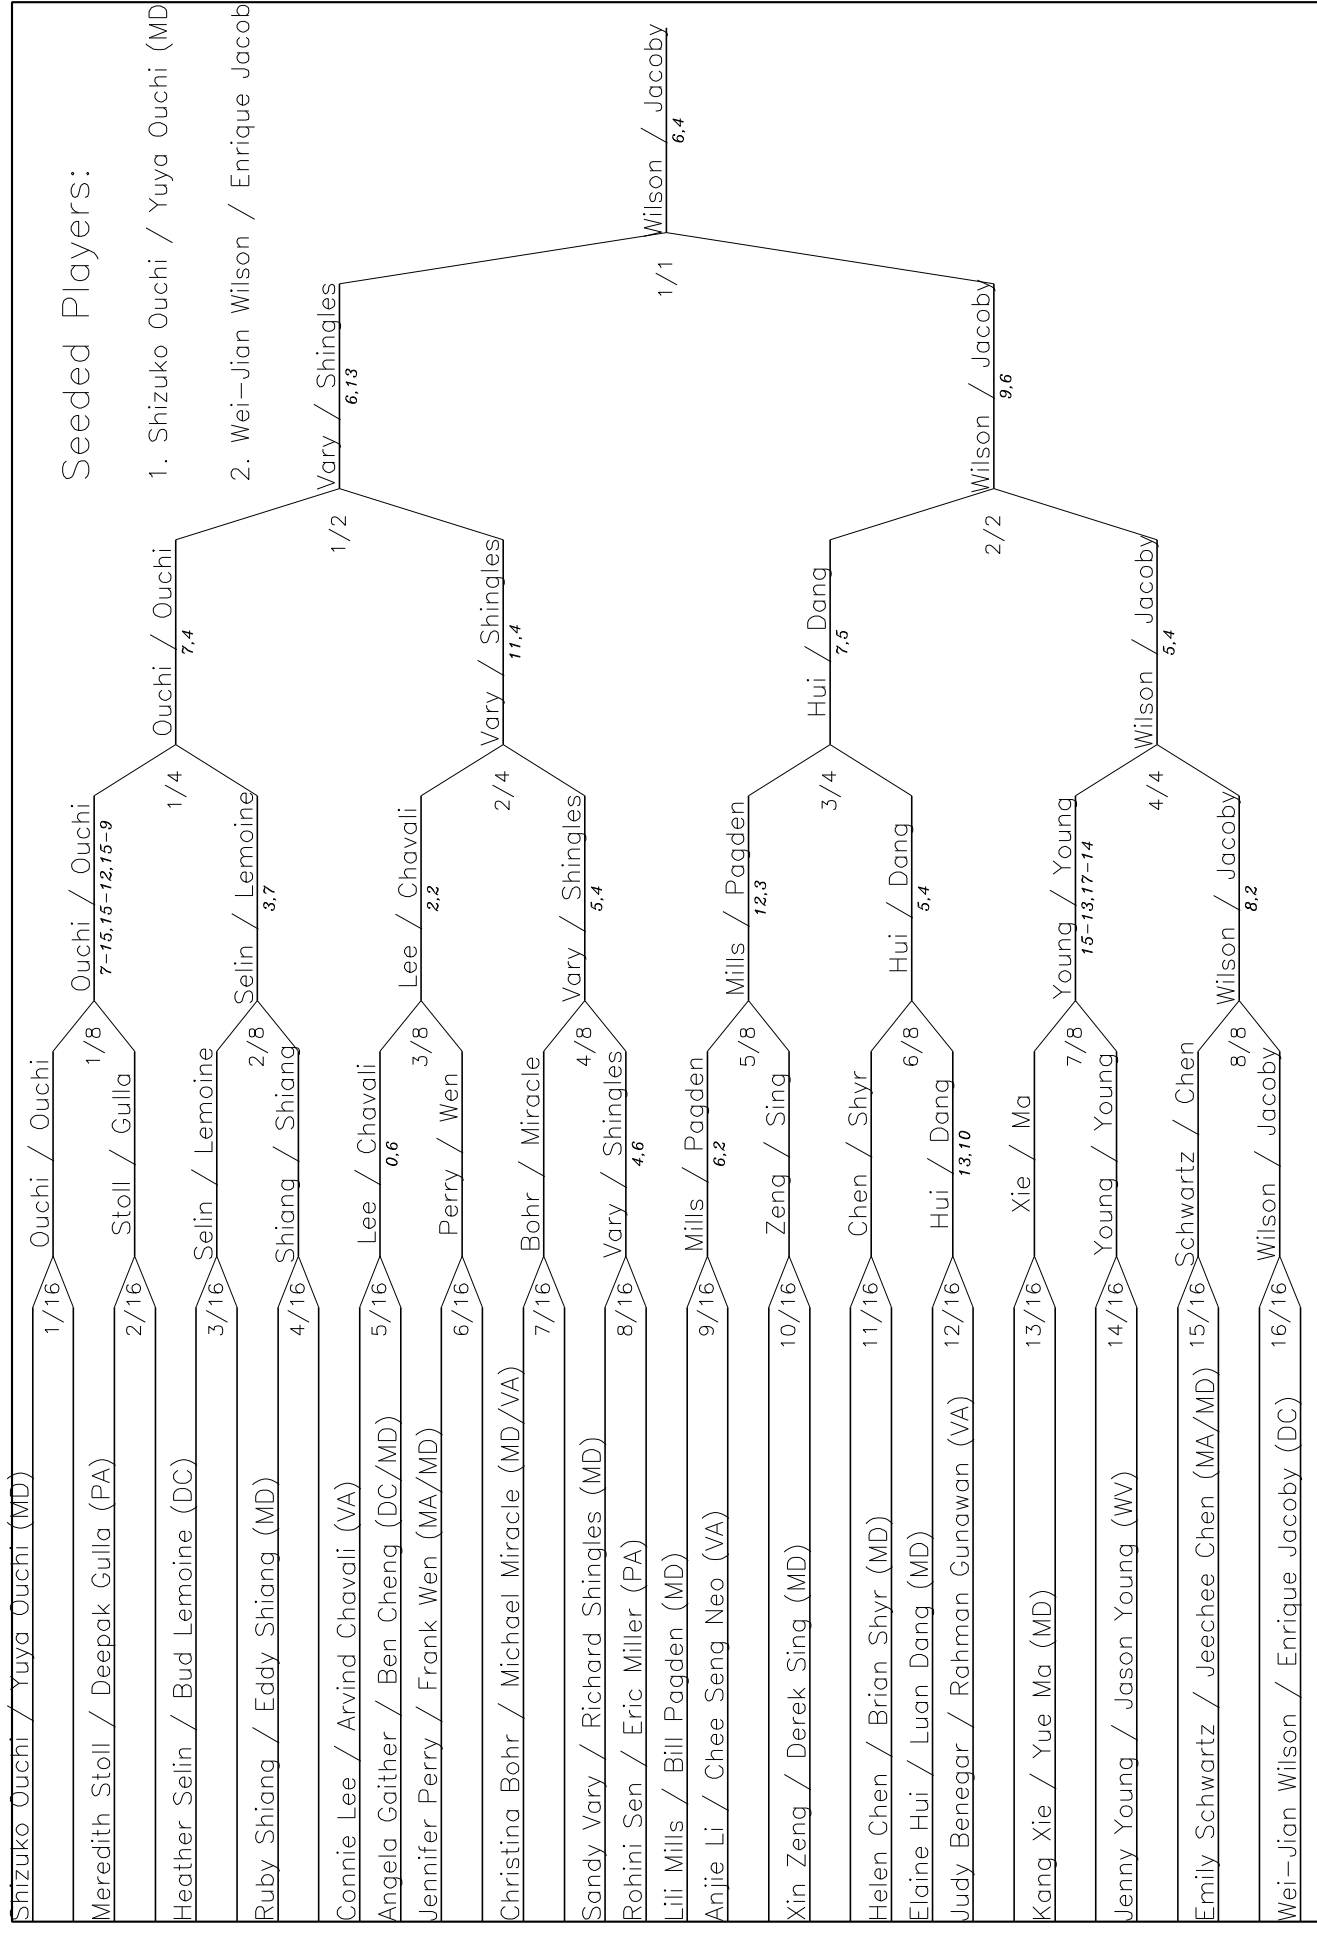 Seeded Players:
1. Shizuko Ouchi / Yuya Ouchi (MD
2. Wei-Jian Wilson / Enrique Jacob
Shizuko Ouchi / Yuya Ouchi (MD)
Meredith Stoll / Deepak Gulla (PA)
Heather Selin / Bud Lemoine (DC)
Ruby Shiang / Eddy Shiang (MD)
Connie Lee / Arvind Chavali (VA)
Angela Gaither / Ben Cheng (DC/MD)
Jennifer Perry / Frank Wen (MA/MD)
Christina Bohr / Michael Miracle (MD/VA)
Sandy Vary / Richard Shingles (MD)
Rohini Sen / Eric Miller (PA)
Lili Mills / Bill Pagden (MD)
Anjie Li / Chee Seng Neo (VA)
Xin Zeng / Derek Sing (MD)
Helen Chen / Brian Shyr (MD)
Elaine Hui / Luan Dang (MD)
Judy Benegar / Rahman Gunawan (VA)
Kang Xie / Yue Ma (MD)
Jenny Young / Jason Young (WV)
Emily Schwartz / Jeechee Chen (MA/MD)
Wei-Jian Wilson / Enrique Jacoby (DC)
1/16
2/16
3/16
4/16
5/16
6/16
7/16
8/16
9/16
10/16
11/16
12/16
13/16
14/16
15/16
16/16
Ouchi / Ouchi
Stoll / Gulla
Selin / Lemoine
Shiang / Shiang
Lee / Chavali
0,6
Perry / Wen
Bohr / Miracle
Vary / Shingles
4,6
Mills / Pagden
6,2
Zeng / Sing
Chen / Shyr
Hui / Dang
13,10
Xie / Ma
Young / Young
Schwartz / Chen
Wilson / Jacoby
1/8
2/8
3/8
4/8
5/8
6/8
7/8
8/8
Ouchi / Ouchi
7-15,15-12,15-9
Selin / Lemoine
3,7
Lee / Chavali
2,2
Vary / Shingles
5,4
Mills / Pagden
12,3
Hui / Dang
5,4
Young / Young
15-13,17-14
Wilson / Jacoby
8,2
1/4
2/4
3/4
4/4
Ouchi / Ouchi
7,4
Vary / Shingles
11,4
Hui / Dang
7,5
Wilson / Jacoby
5,4
1/2
2/2
Vary / Shingles
6,13
Wilson / Jacoby
9,6
1/1
Wilson / Jacoby
6,4